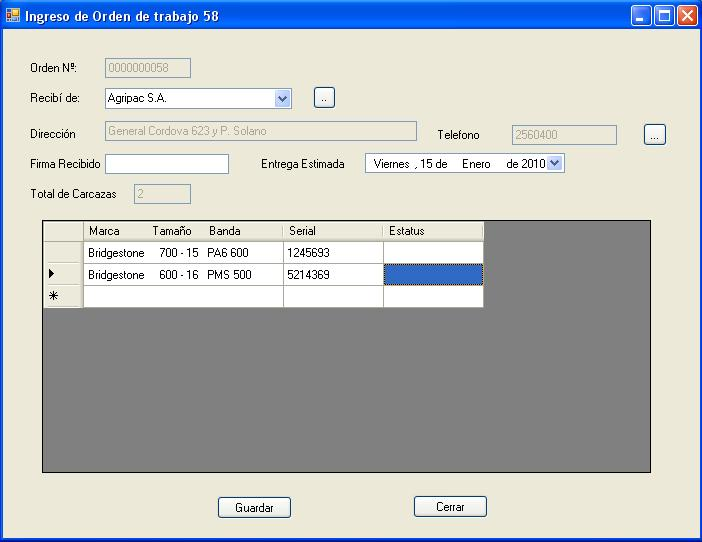 Ingreso de Orden de trabajo 58
Orden Nº: 0000000058
Recibí de: Agripac S.A. ..
Dirección General Cordova 623 y P. Solano Telefono 2560400 ...
Firma Recibido Entrega Estimada Viernes , 15 de Enero de 2010
Total de Carcazas 2
Marca Tamaño Banda Serial Estatus
Bridgestone 700 - 15 PA6 600 1245693
Bridgestone 600 - 16 PMS 500 5214369
Guardar Cerrar